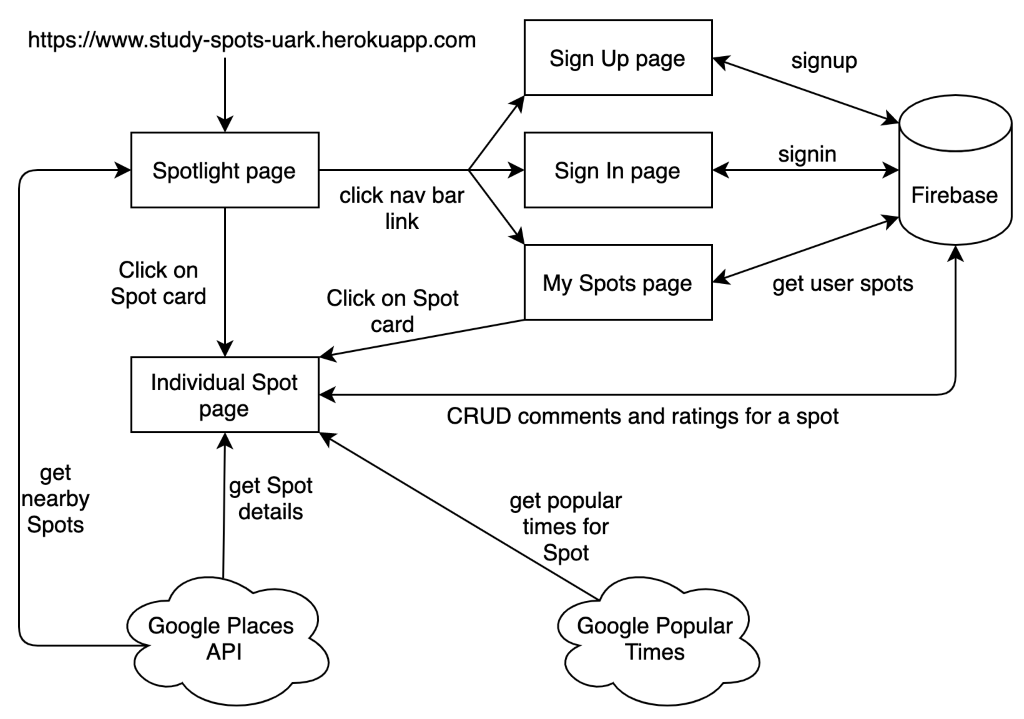 https://www.study-spots-uark.herokuapp.com
Sign Up page
signup
Spotlight page
click nav bar
link
Sign In page
signin
Firebase
Click on
Spot card
Click on Spot
card
My Spots page
get user spots
Individual Spot
page
CRUD comments and ratings for a spot
get
nearby
Spots
get Spot
details
get popular
times for
Spot
Google Places
API
Google Popular
Times